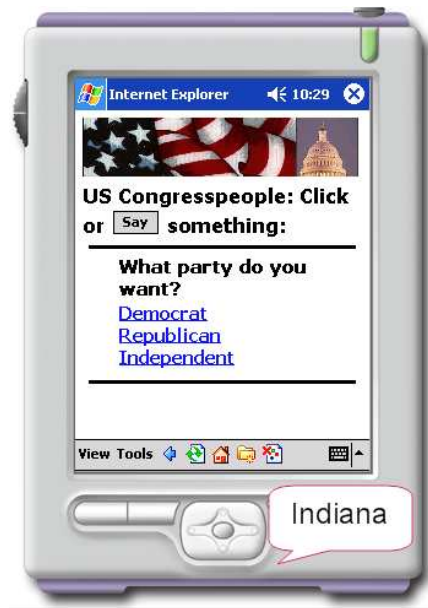 Internet Explorer 10:29
US Congresspeople: Click
or Say something:
What party do you
want?
Democrat
Republican
Independent
View Tools
Indiana